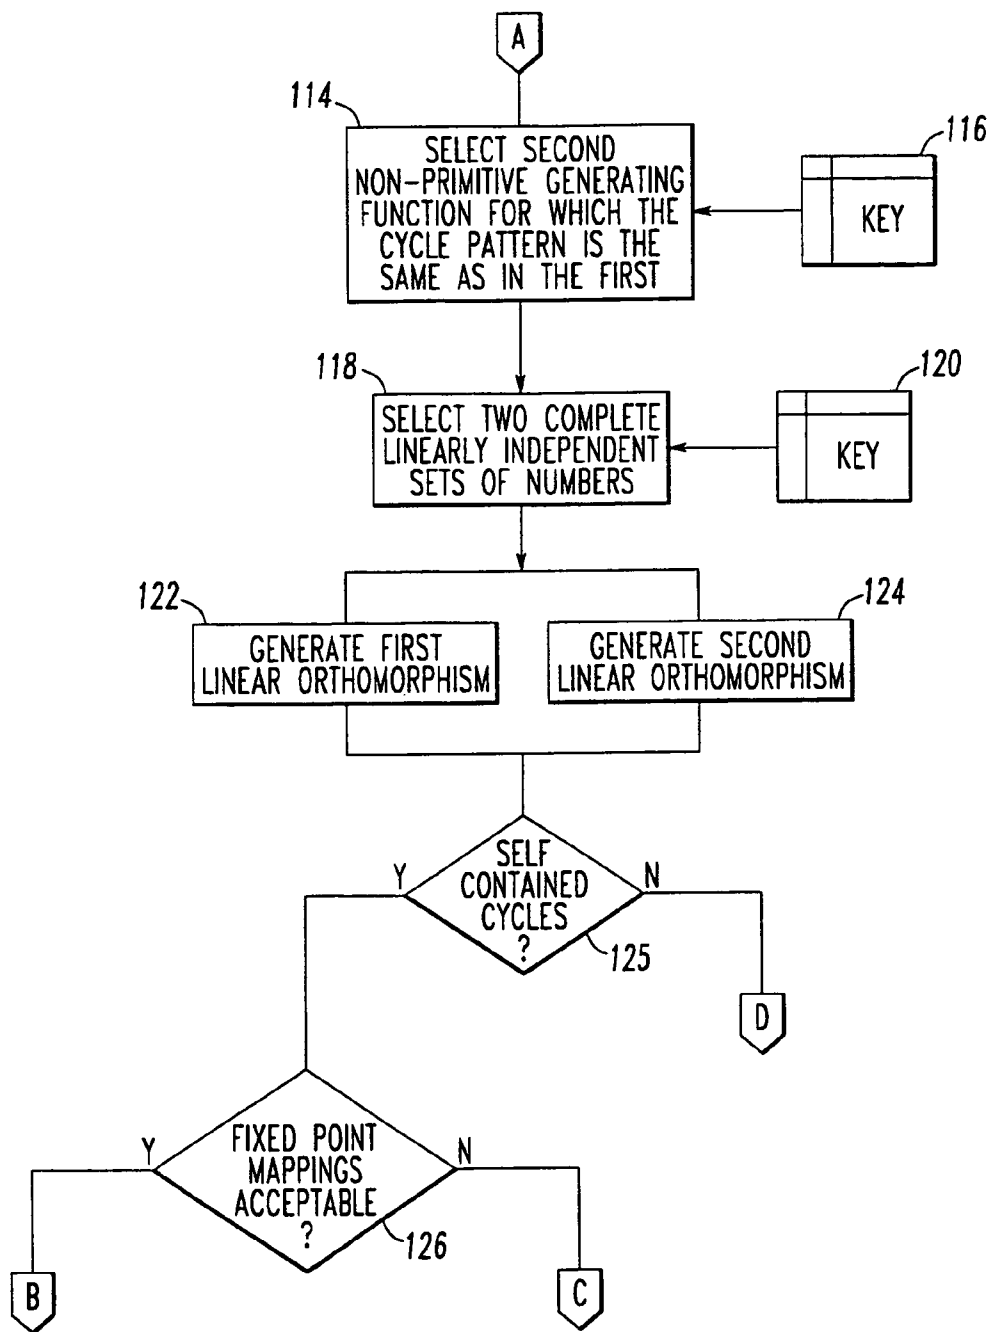 A
114
SELECT SECOND
NON-PRIMITIVE GENERATING
FUNCTION FOR WHICH THE
CYCLE PATTERN IS THE
SAME AS IN THE FIRST
116
KEY
118
SELECT TWO COMPLETE
LINEARLY INDEPENDENT
SETS OF NUMBERS
120
KEY
122
GENERATE FIRST
LINEAR ORTHOMORPHISM
124
GENERATE SECOND
LINEAR ORTHOMORPHISM
Y
SELF
CONTAINED
CYCLES
?
N
125
D
Y
FIXED POINT
MAPPINGS
ACCEPTABLE
?
N
126
B
C